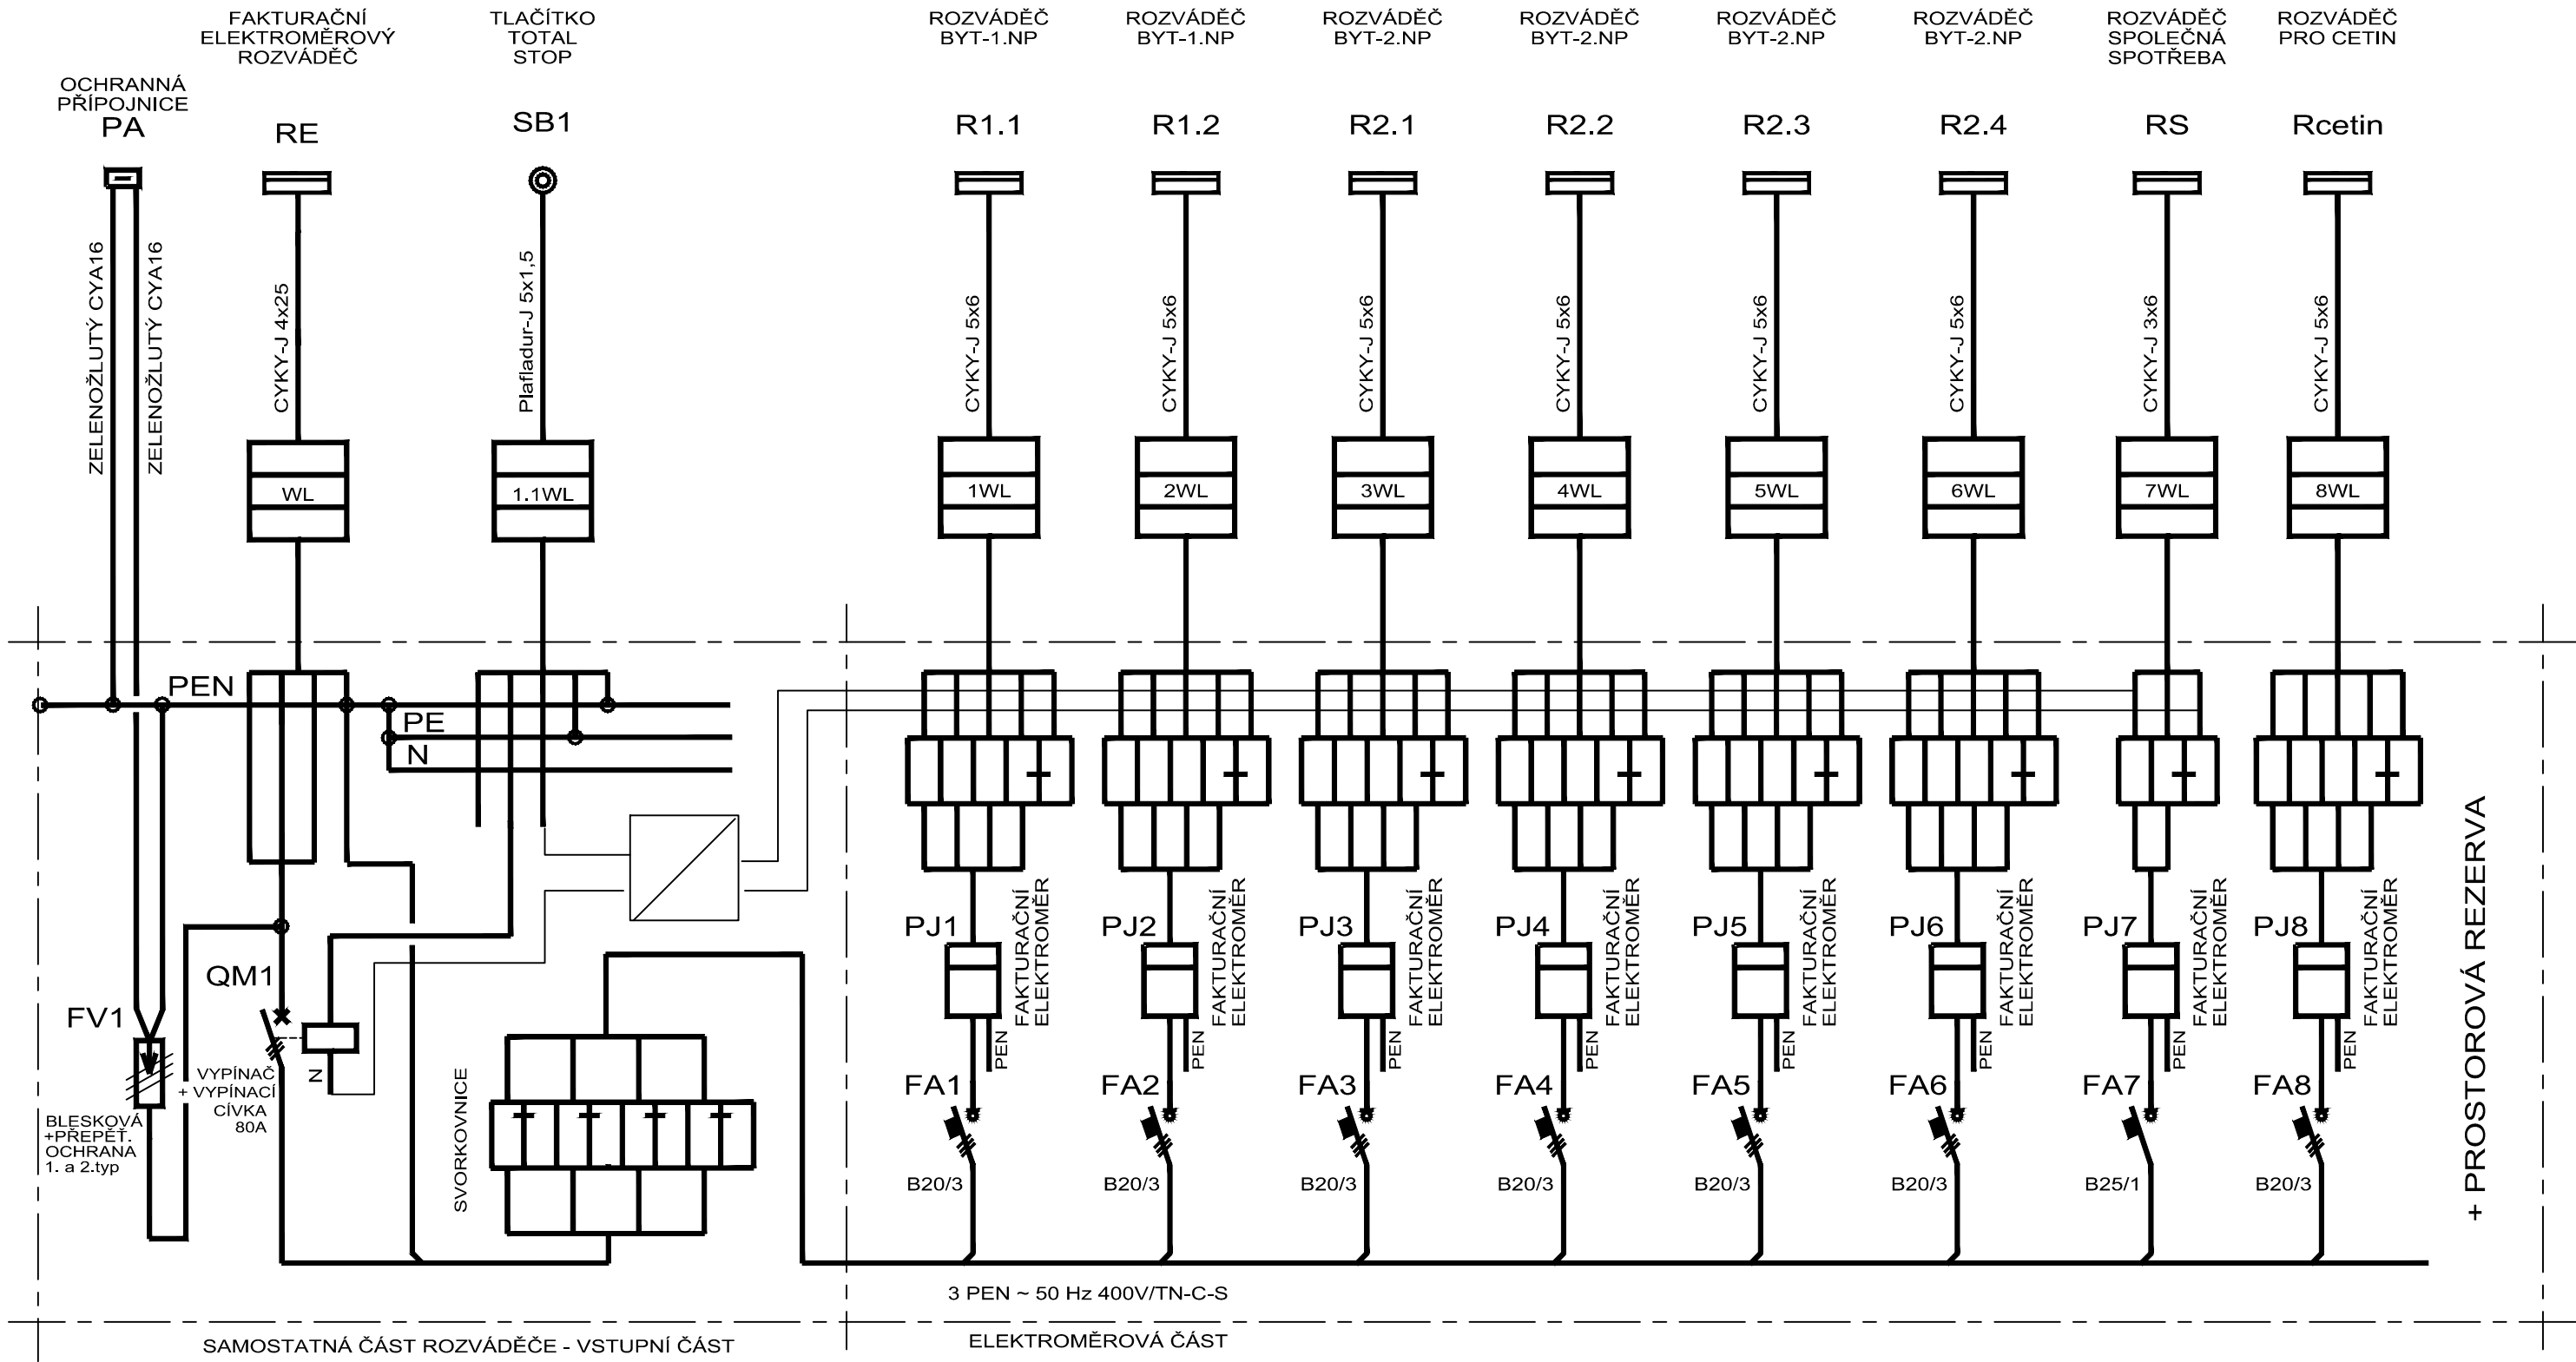 FAKTURAČNÍ
ELEKTROMĚROVÝ
ROZVÁDĚČ
TLAČÍTKO
TOTAL
STOP
ROZVÁDĚČ
BYT-1.NP
ROZVÁDĚČ
BYT-1.NP
ROZVÁDĚČ
BYT-2.NP
ROZVÁDĚČ
BYT-2.NP
ROZVÁDĚČ
BYT-2.NP
ROZVÁDĚČ
BYT-2.NP
ROZVÁDĚČ
SPOLEČNÁ
SPOTŘEBA
ROZVÁDĚČ
PRO CETIN
OCHRANNÁ
PŘÍPOJNICE
PA
RE
SB1
R1.1
R1.2
R2.1
R2.2
R2.3
R2.4
RS
Rcetin
ZELENOŽLUTÝ CYA16
ZELENOŽLUTÝ CYA16
CYKY-J 4x25
Plafladur-J 5x1,5
CYKY-J 5x6
CYKY-J 5x6
CYKY-J 5x6
CYKY-J 5x6
CYKY-J 5x6
CYKY-J 5x6
CYKY-J 3x6
CYKY-J 5x6
WL
1.1WL
1WL
2WL
3WL
4WL
5WL
6WL
7WL
8WL
PEN
PE
N
PJ1
FAKTURAČNÍ
ELEKTROMĚR
PJ2
FAKTURAČNÍ
ELEKTROMĚR
PJ3
FAKTURAČNÍ
ELEKTROMĚR
PJ4
FAKTURAČNÍ
ELEKTROMĚR
PJ5
FAKTURAČNÍ
ELEKTROMĚR
PJ6
FAKTURAČNÍ
ELEKTROMĚR
PJ7
FAKTURAČNÍ
ELEKTROMĚR
PJ8
FAKTURAČNÍ
ELEKTROMĚR
+ PROSTOROVÁ REZERVA
QM1
FV1
PEN
PEN
PEN
PEN
PEN
PEN
PEN
PEN
VYPÍNAČ
+ VYPÍNACÍ
CÍVKA
80A
N
BLESKOVÁ
+PŘEPĚŤ.
OCHRANA
1. a 2.typ
SVORKOVNICE
FA1
FA2
FA3
FA4
FA5
FA6
FA7
FA8
B20/3
B20/3
B20/3
B20/3
B20/3
B20/3
B25/1
B20/3
3 PEN ~ 50 Hz 400V/TN-C-S
SAMOSTATNÁ ČÁST ROZVÁDĚČE - VSTUPNÍ ČÁST
ELEKTROMĚROVÁ ČÁST